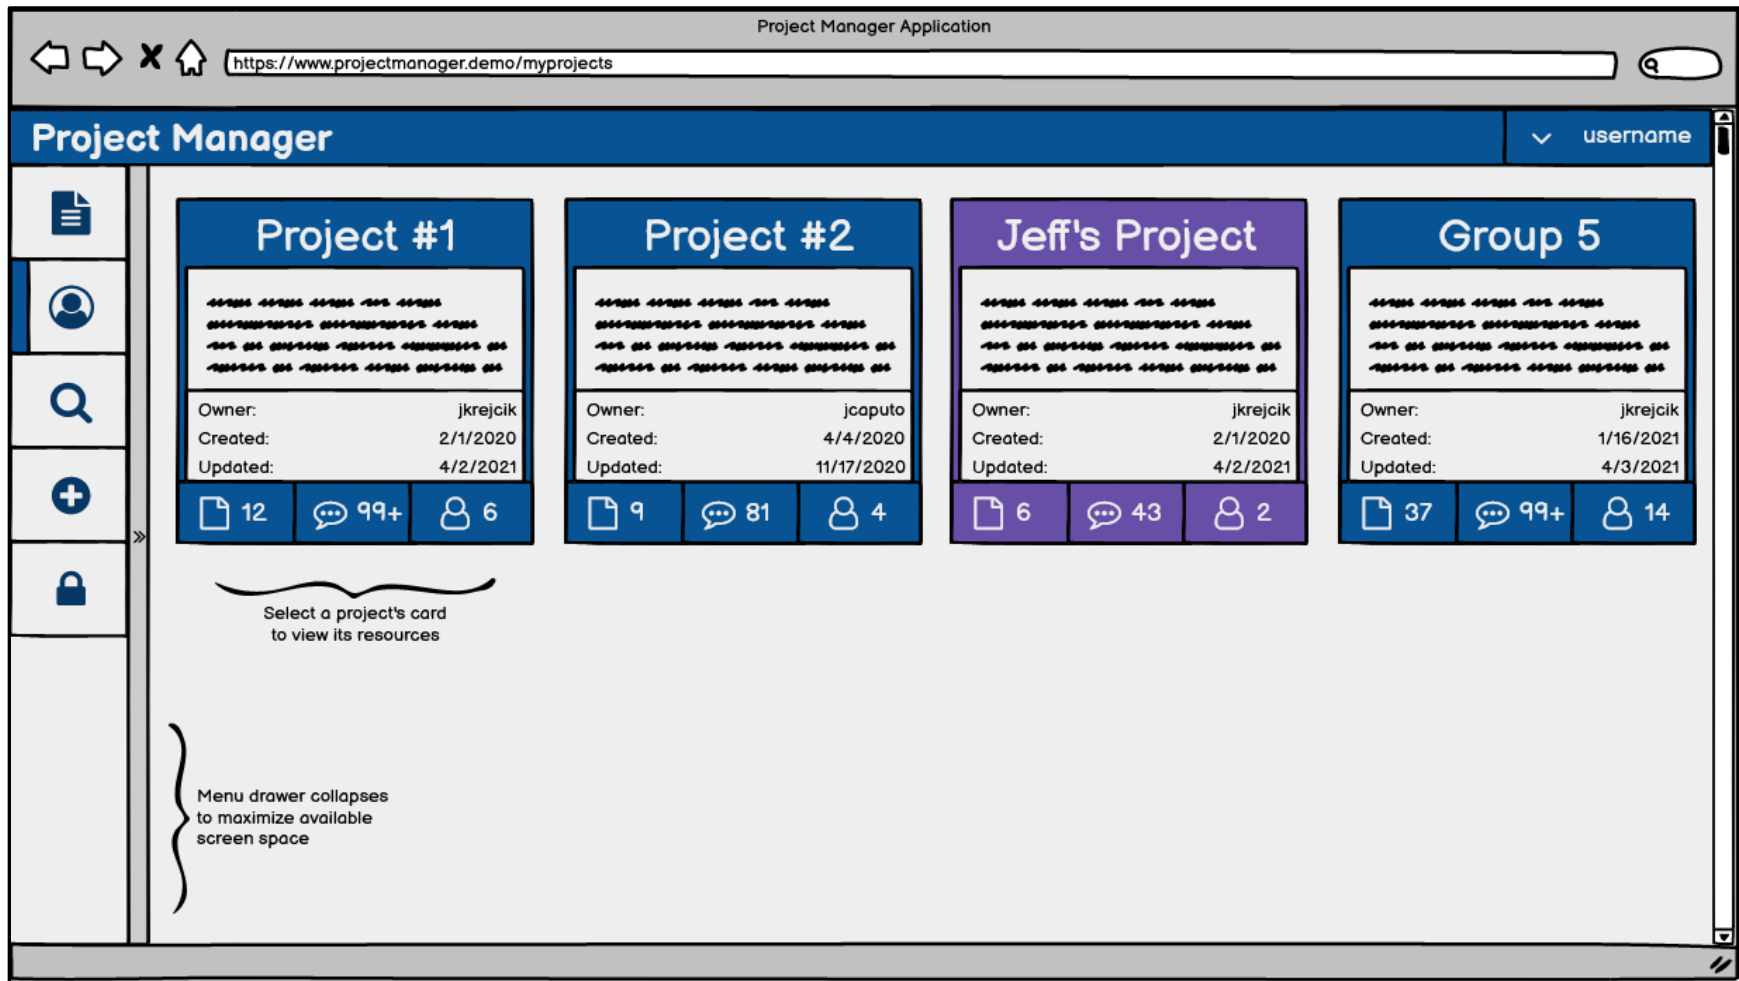 Project Manager Application
https://www.projectmanager.demo/myprojects
Project Manager
username
Project #1
Owner: jkrejcik
Created: 2/1/2020
Updated: 4/2/2021
12 99+ 6
Project #2
Owner: jcaputo
Created: 4/4/2020
Updated: 11/17/2020
9 81 4
Jeff's Project
Owner: jkrejcik
Created: 2/1/2020
Updated: 4/2/2021
6 43 2
Group 5
Owner: jkrejcik
Created: 1/16/2021
Updated: 4/3/2021
37 99+ 14
»
Select a project's card
to view its resources
Menu drawer collapses
to maximize available
screen space